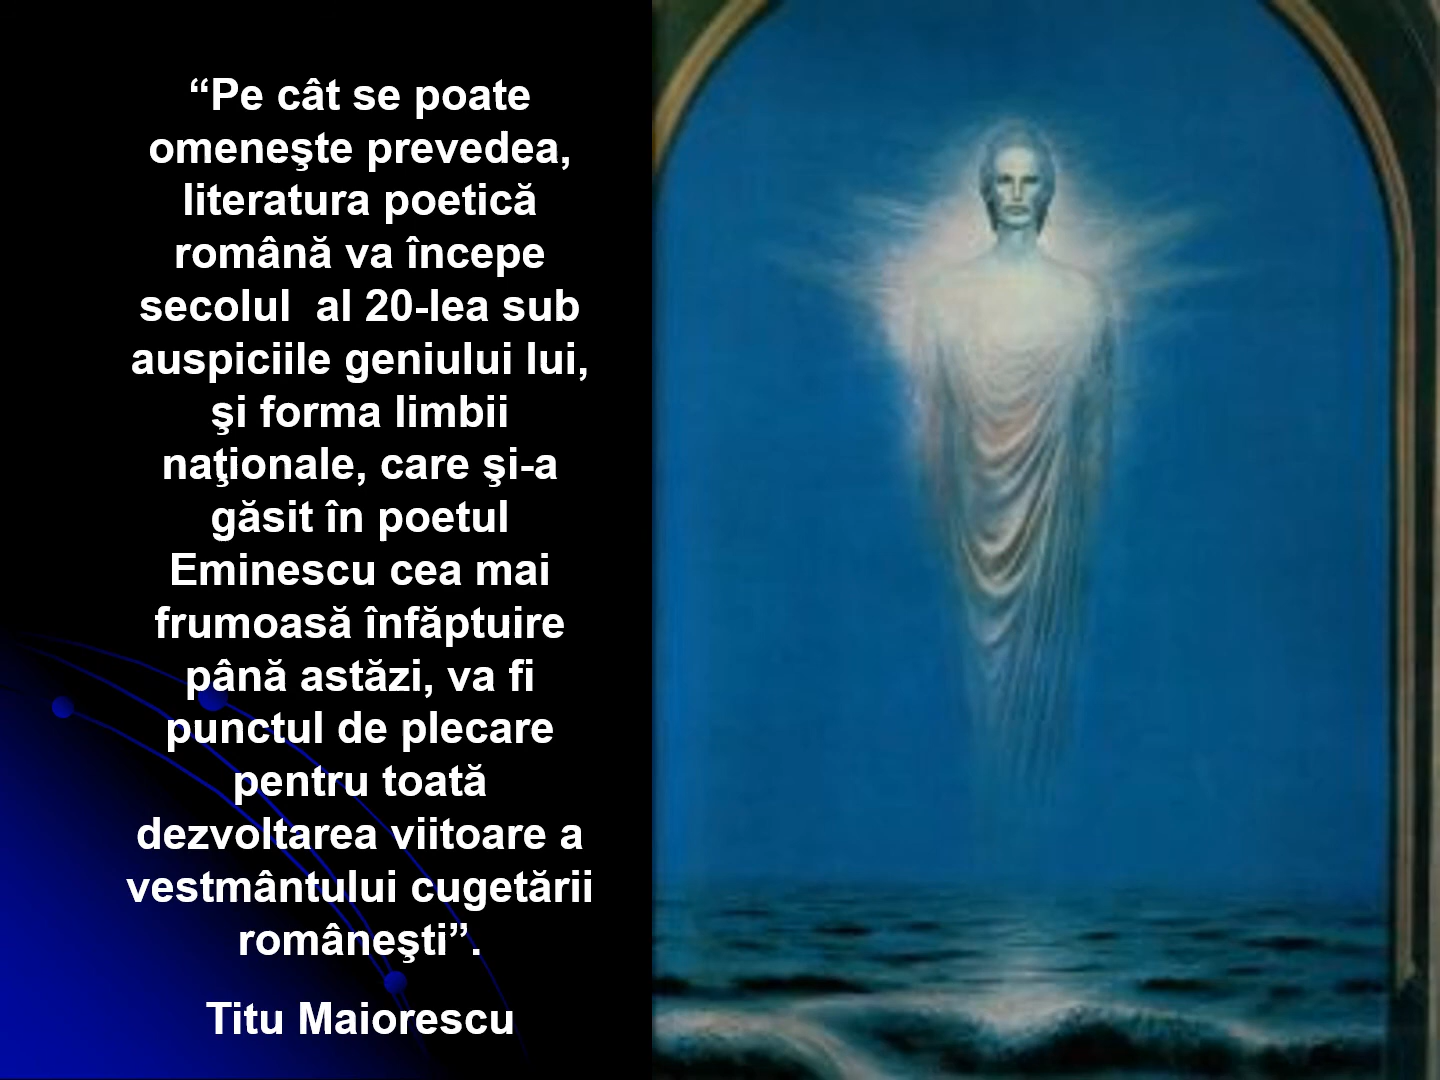 “Pe cât se poate
omeneşte prevedea,
literatura poetică
română va începe
secolul  al 20-lea sub
auspiciile geniului lui,
şi forma limbii
naţionale, care şi-a
găsit în poetul
Eminescu cea mai
frumoasă înfăptuire
până astăzi, va fi
punctul de plecare
pentru toată
dezvoltarea viitoare a
vestmântului cugetării
româneşti”.
Titu Maiorescu